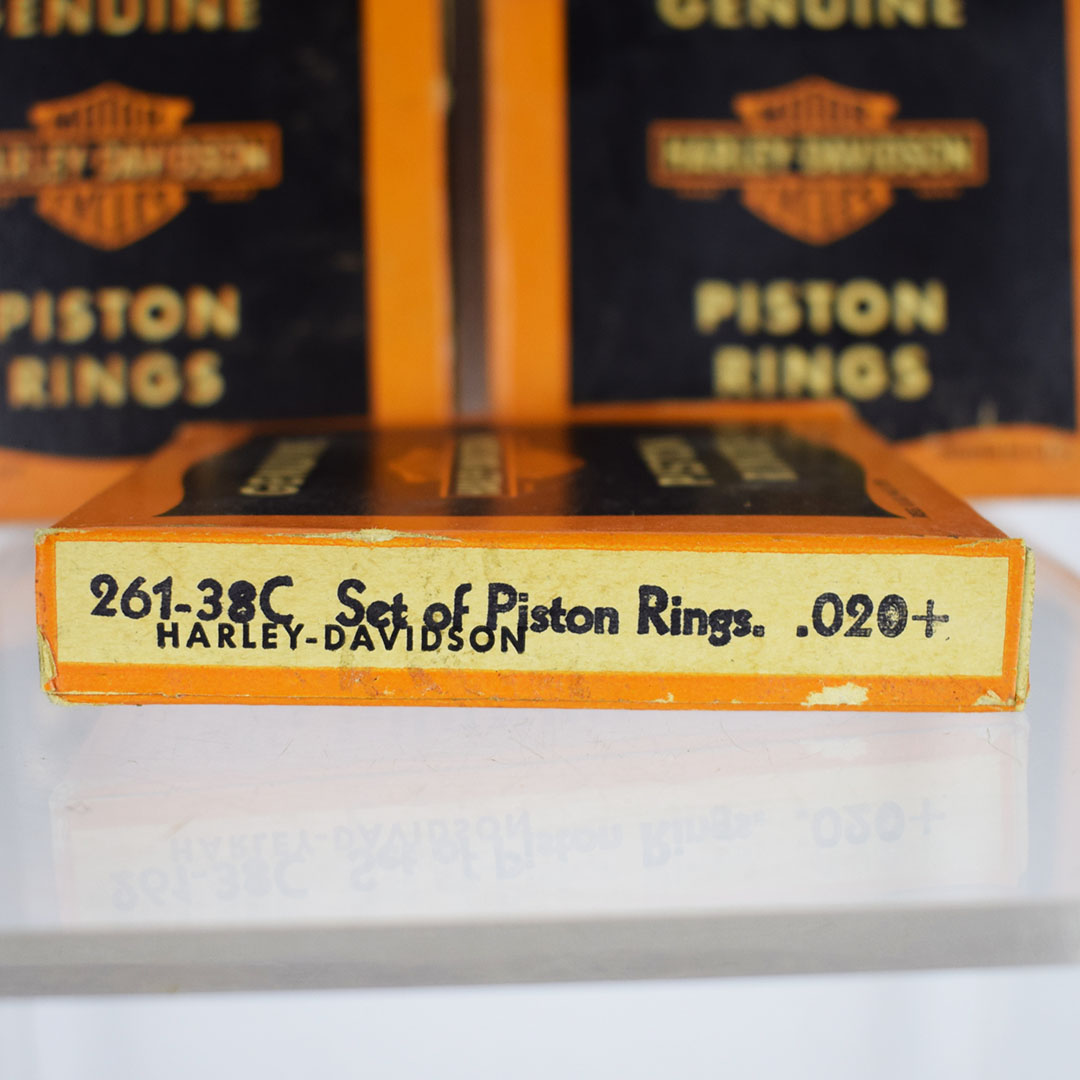 GENUINE
HARLEY-DAVIDSON
PISTON
RINGS
GENUINE
HARLEY-DAVIDSON
PISTON
RINGS
261-38C Set of Piston Rings. .020+
HARLEY-DAVIDSON